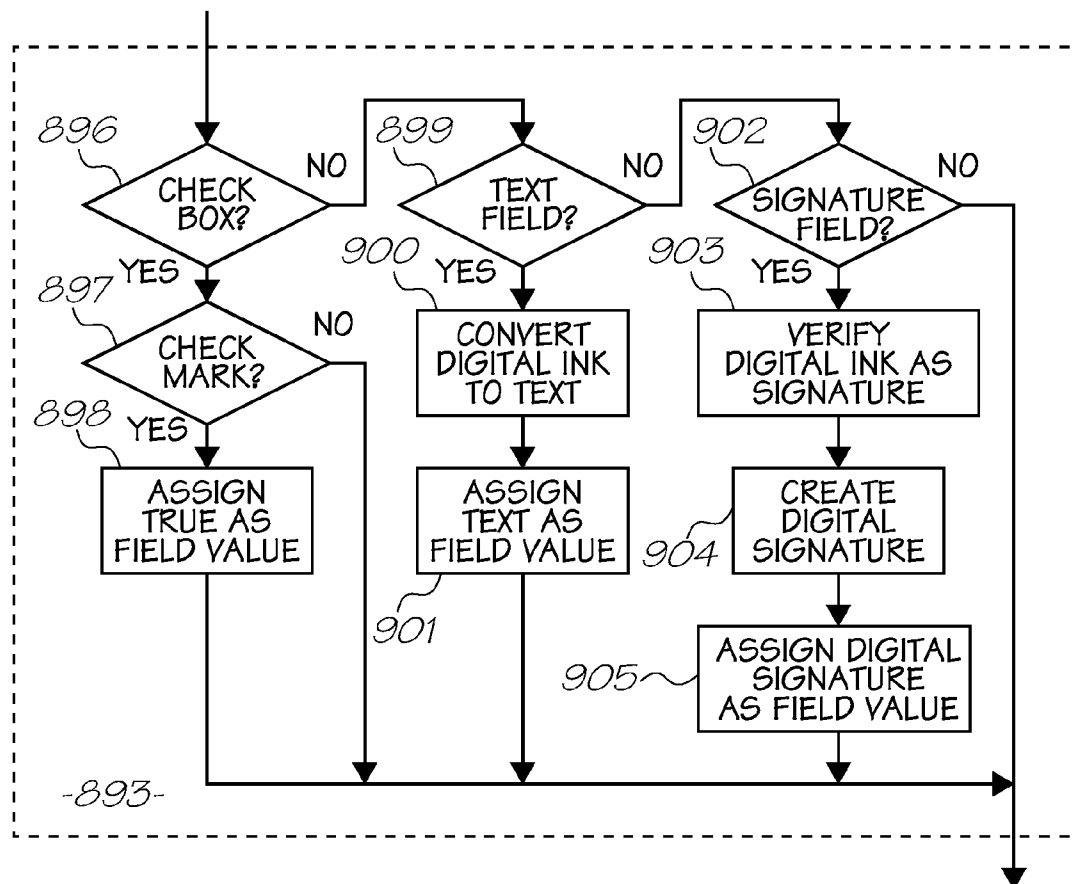 896
CHECK
BOX?
NO
YES
899
TEXT
FIELD?
NO
YES
902
SIGNATURE
FIELD?
NO
YES
897
CHECK
MARK?
NO
YES
900
CONVERT
DIGITAL INK
TO TEXT
903
VERIFY
DIGITAL INK AS
SIGNATURE
898
ASSIGN
TRUE AS
FIELD VALUE
ASSIGN
TEXT AS
FIELD VALUE
901
CREATE
DIGITAL
SIGNATURE
904
ASSIGN DIGITAL
SIGNATURE
AS FIELD VALUE
905
-893-